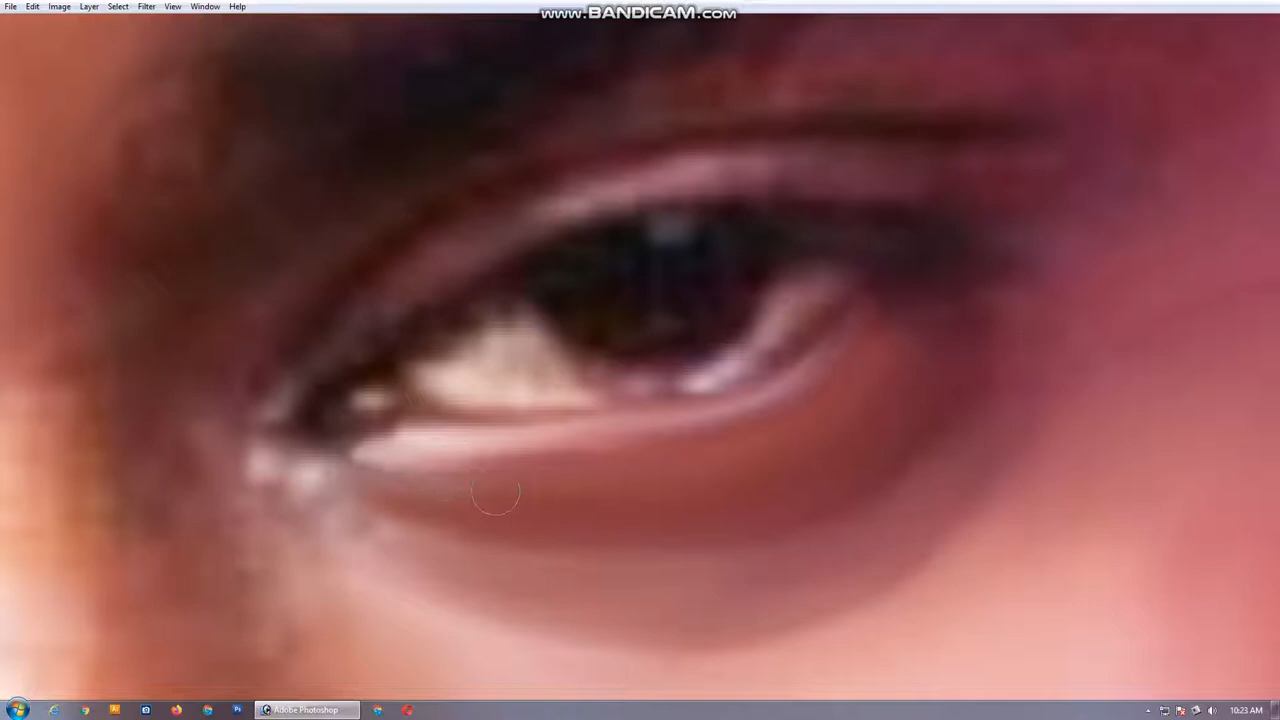 File Edit Image Layer Select Filter View Window Help
www.BANDICAM.com
Adobe Photoshop
10:23 AM